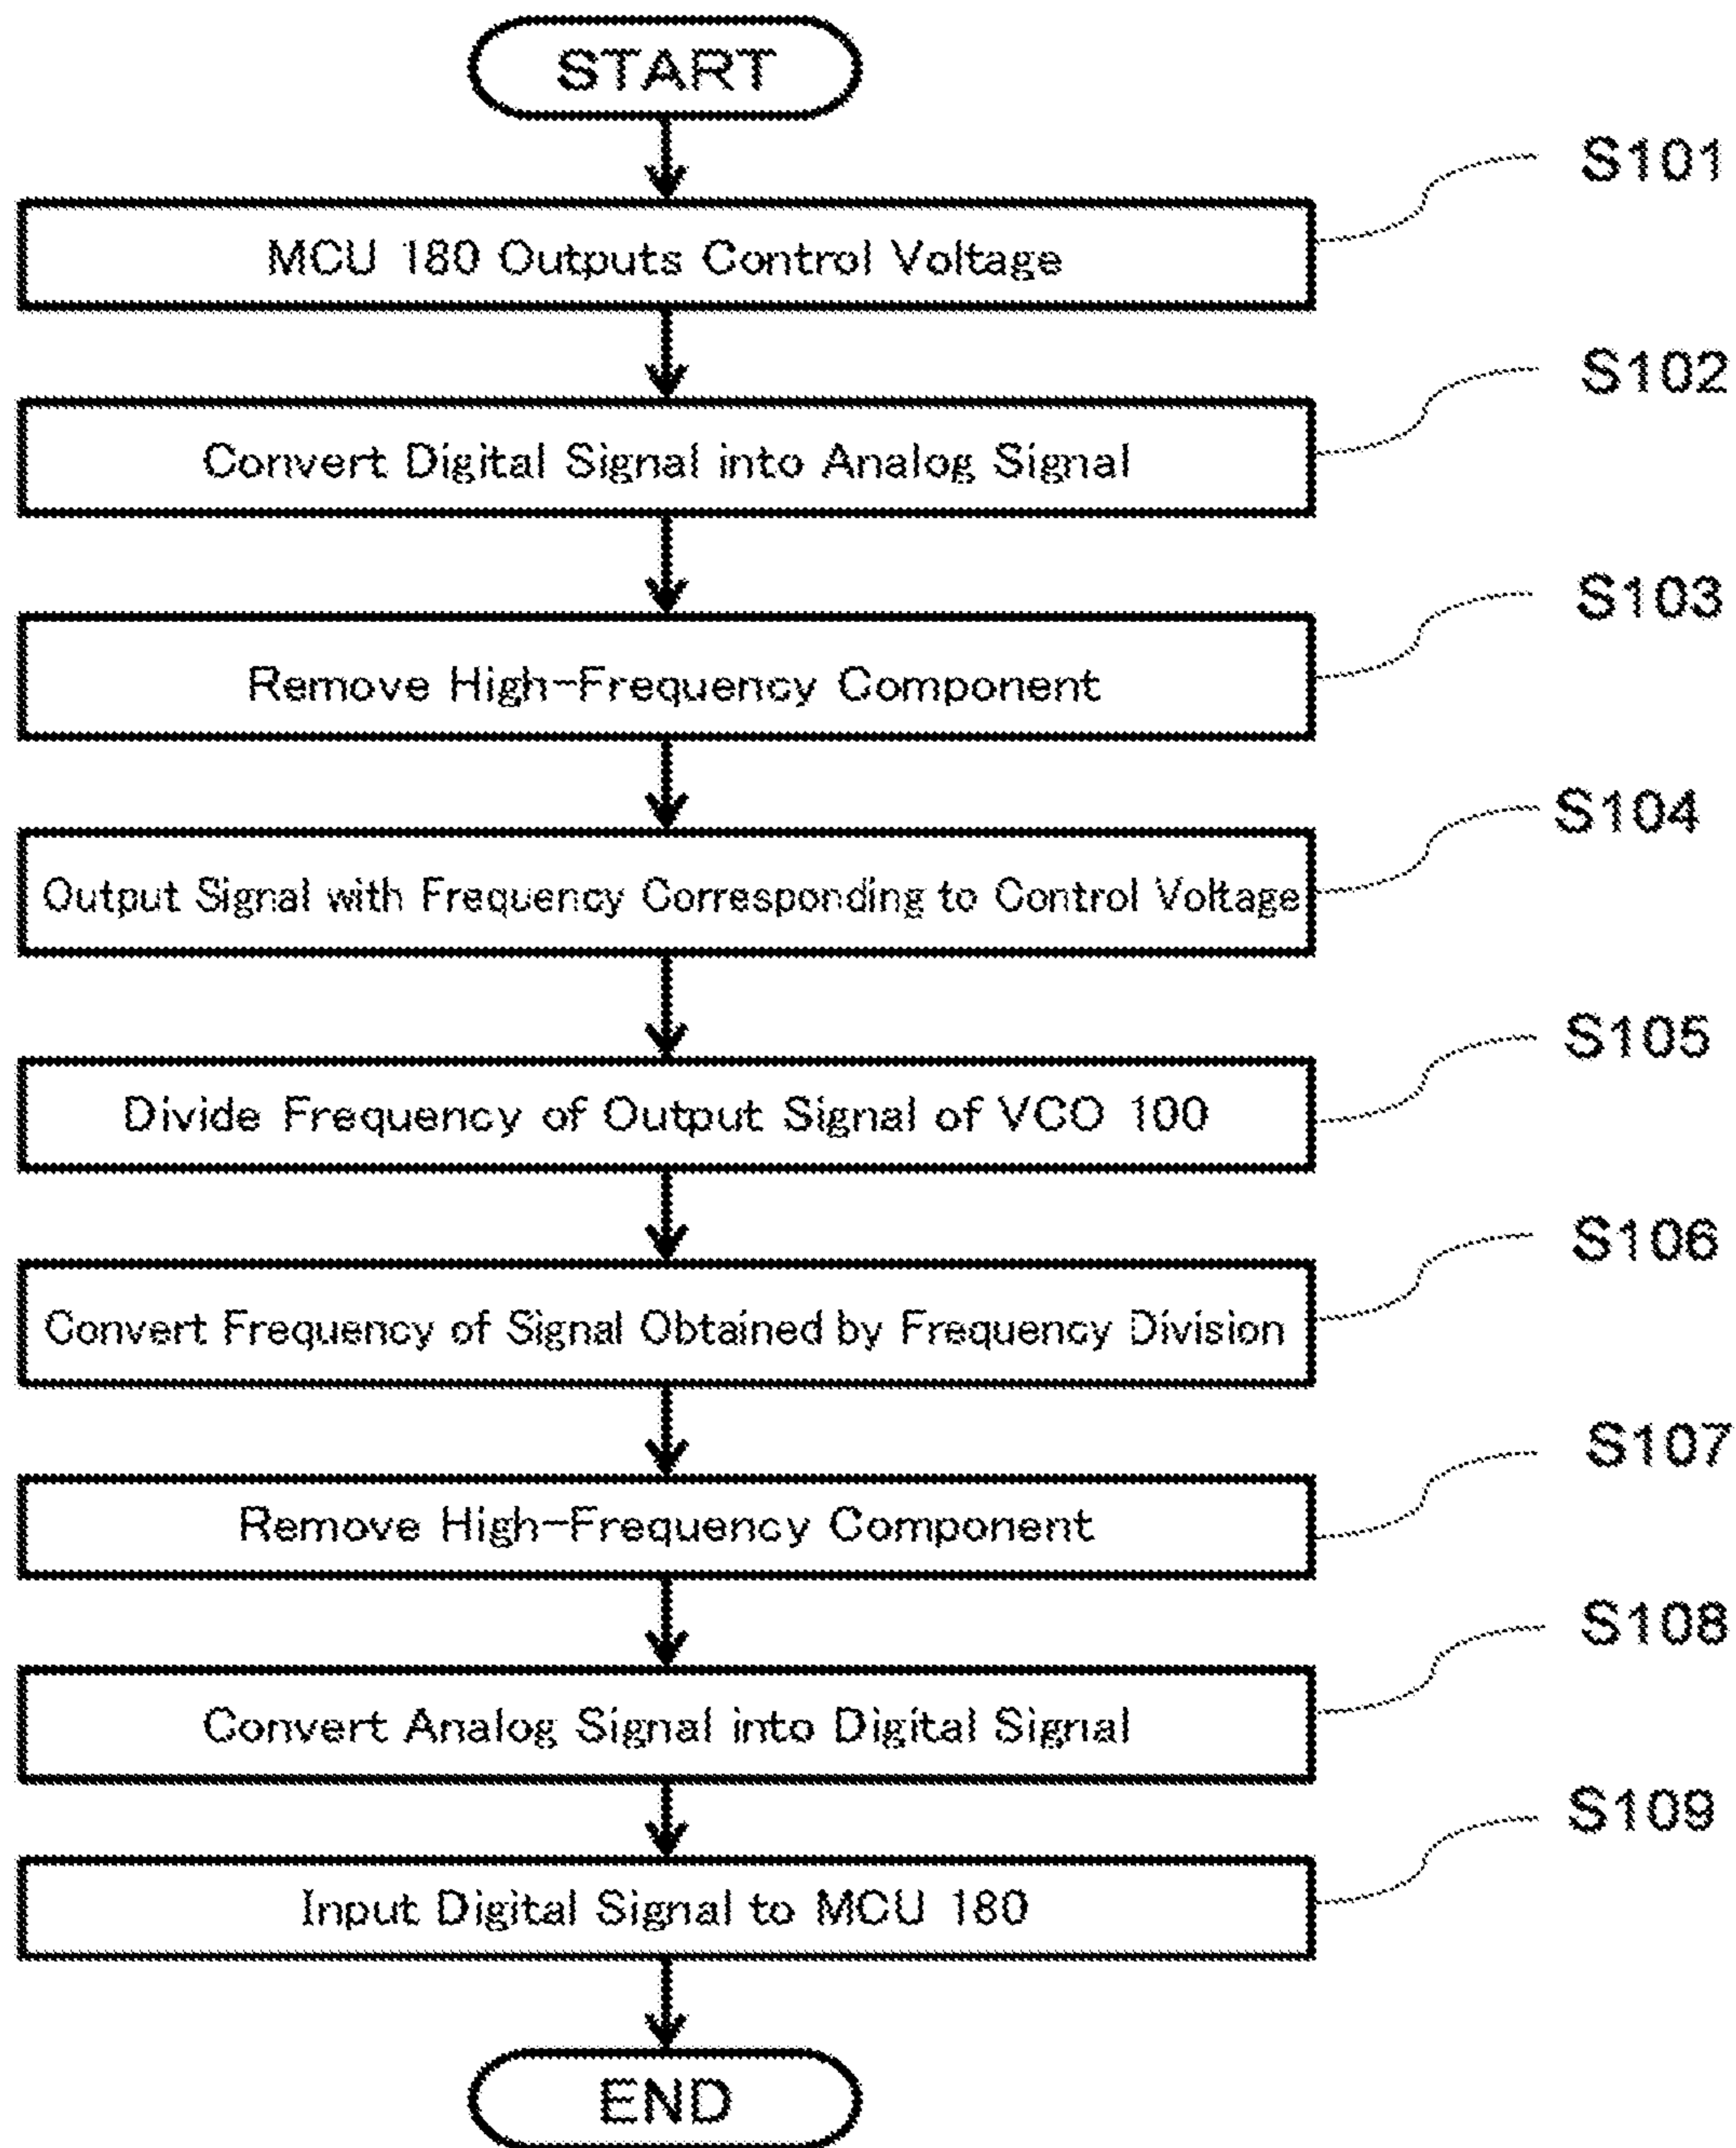 START
S101
MCU 180 Outputs Control Voltage
S102
Convert Digital Signal into Analog Signal
S103
Remove High-Frequency Component
S104
Output Signal with Frequency Corresponding to Control Voltage
S105
Divide Frequency of Output Signal of VCO 100
S106
Convert Frequency of Signal Obtained by Frequency Division
S107
Remove High-Frequency Component
S108
Convert Analog Signal into Digital Signal
S109
Input Digital Signal to MCU 180
END